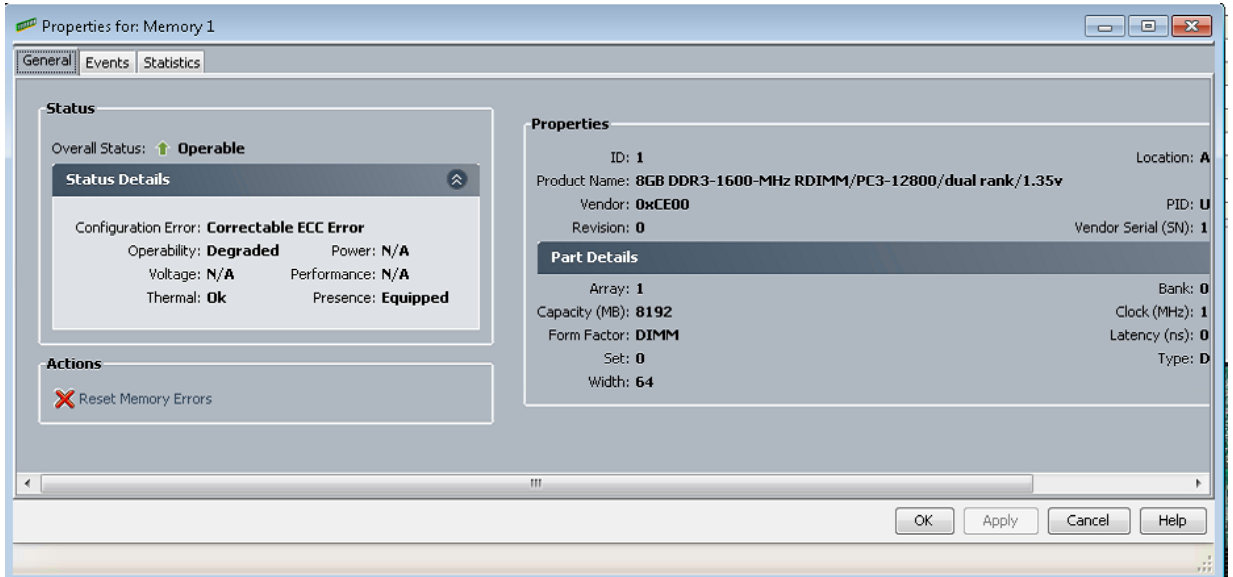 Properties for: Memory 1
General Events Statistics
Status
Overall Status: Operable
Status Details
Configuration Error: Correctable ECC Error
Operability: Degraded Power: N/A
Voltage: N/A Performance: N/A
Thermal: Ok Presence: Equipped
Actions
Reset Memory Errors
Properties
ID: 1 Location: A
Product Name: 8GB DDR3-1600-MHz RDIMM/PC3-12800/dual rank/1.35v
Vendor: 0xCE00 PID: U
Revision: 0 Vendor Serial (SN): 1
Part Details
Array: 1 Bank: 0
Capacity (MB): 8192 Clock (MHz): 1
Form Factor: DIMM Latency (ns): 0
Set: 0 Type: D
Width: 64
OK Apply Cancel Help